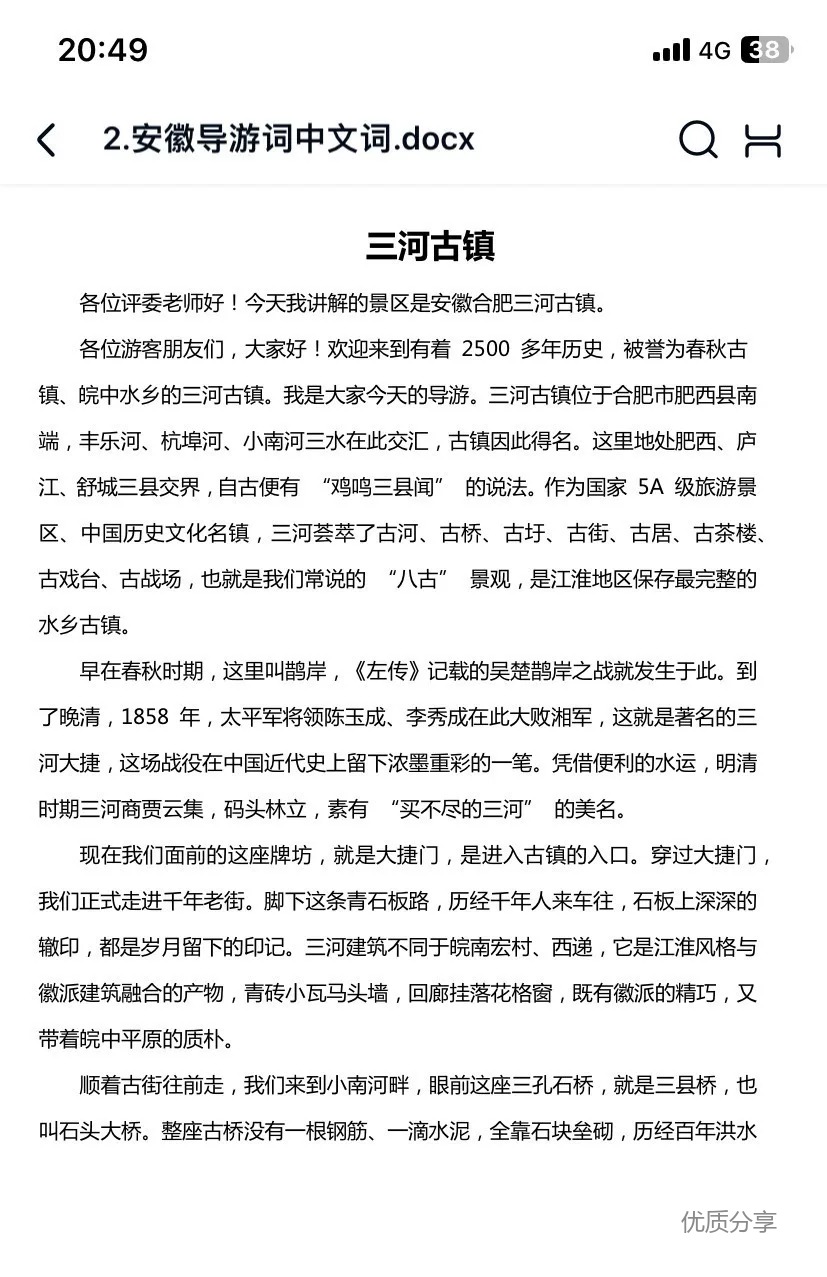 20:49
4G 38
2.安徽导游词中文词.docx
三河古镇
各位评委老师好！今天我讲解的景区是安徽合肥三河古镇。
各位游客朋友们，大家好！欢迎来到有着 2500 多年历史，被誉为春秋古
镇、皖中水乡的三河古镇。我是大家今天的导游。三河古镇位于合肥市肥西县南
端，丰乐河、杭埠河、小南河三水在此交汇，古镇因此得名。这里地处肥西、庐
江、舒城三县交界，自古便有 “鸡鸣三县闻” 的说法。作为国家 5A 级旅游景
区、中国历史文化名镇，三河荟萃了古河、古桥、古圩、古街、古居、古茶楼、
古戏台、古战场，也就是我们常说的 “八古” 景观，是江淮地区保存最完整的
水乡古镇。
早在春秋时期，这里叫鹊岸，《左传》记载的吴楚鹊岸之战就发生于此。到
了晚清，1858 年，太平军将领陈玉成、李秀成在此大败湘军，这就是著名的三
河大捷，这场战役在中国近代史上留下浓墨重彩的一笔。凭借便利的水运，明清
时期三河商贾云集，码头林立，素有 “买不尽的三河” 的美名。
现在我们面前的这座牌坊，就是大捷门，是进入古镇的入口。穿过大捷门，
我们正式走进千年老街。脚下这条青石板路，历经千年人来车往，石板上深深的
辙印，都是岁月留下的印记。三河建筑不同于皖南宏村、西递，它是江淮风格与
徽派建筑融合的产物，青砖小瓦马头墙，回廊挂落花格窗，既有徽派的精巧，又
带着皖中平原的质朴。
顺着古街往前走，我们来到小南河畔，眼前这座三孔石桥，就是三县桥，也
叫石头大桥。整座古桥没有一根钢筋、一滴水泥，全靠石块垒砌，历经百年洪水
优质分享